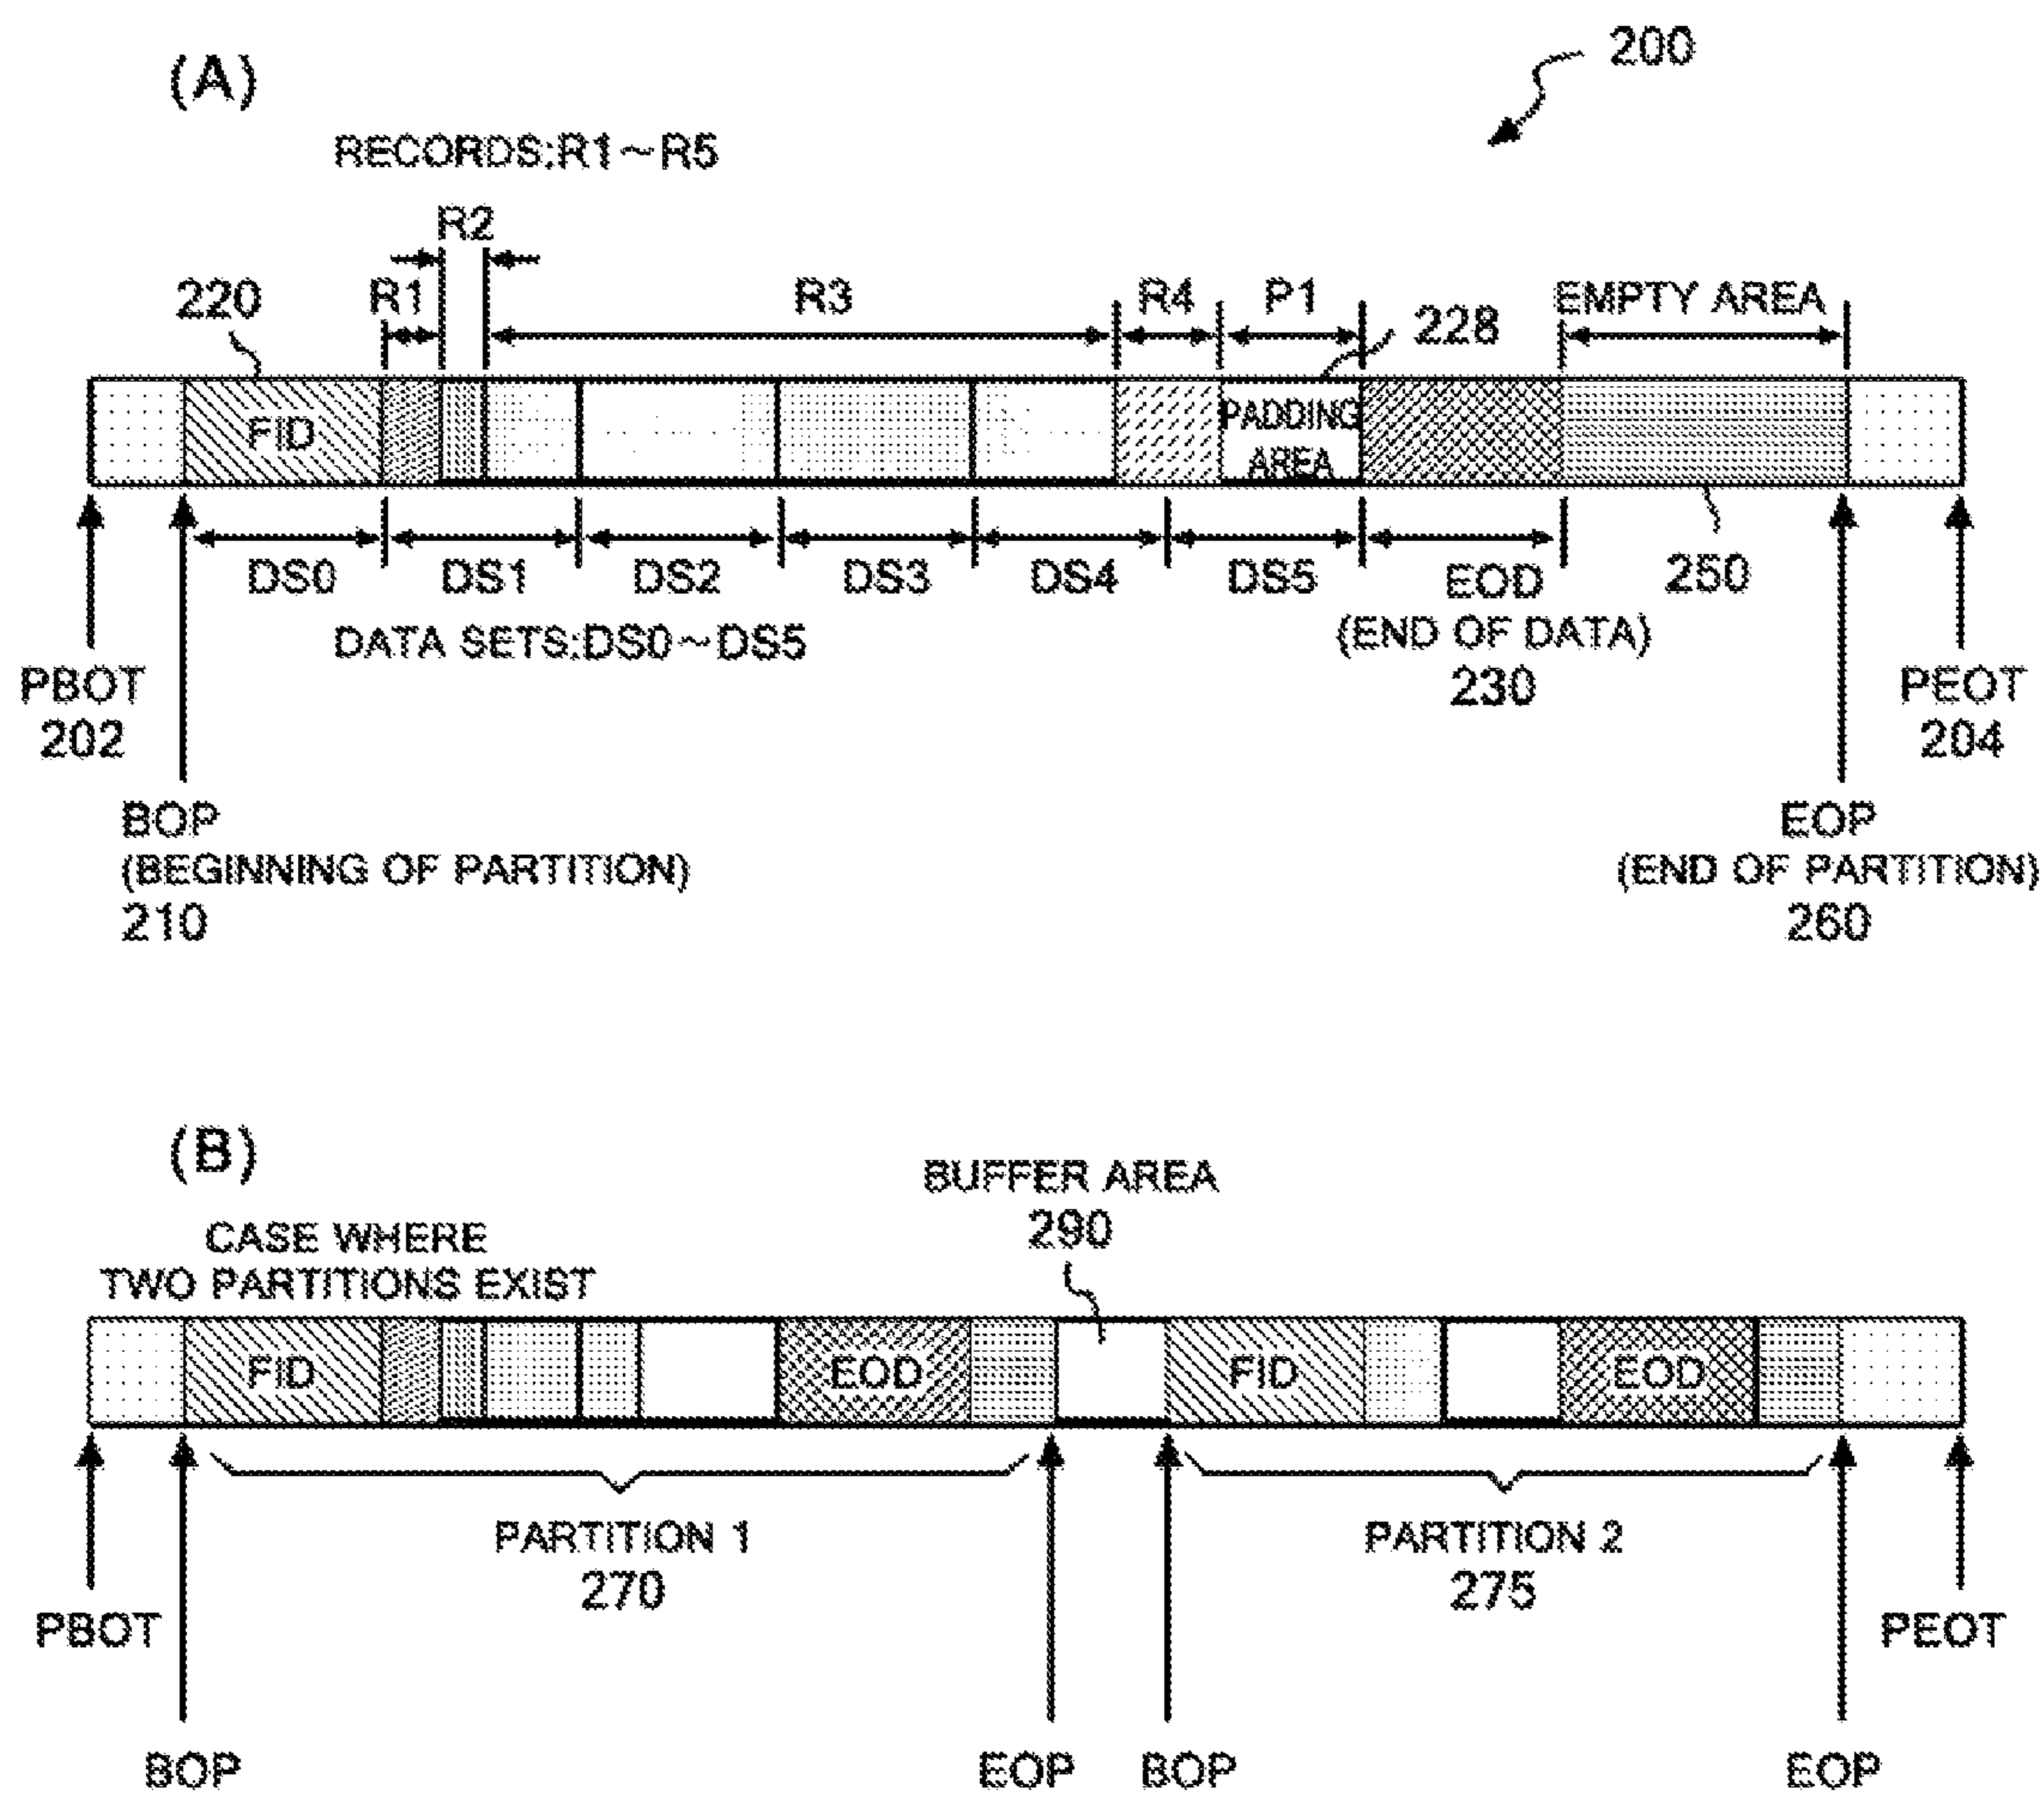 (A)
200
RECORDS:R1~R5
R2
220
R1
R3
R4
P1
228
EMPTY AREA
FID
PADDING
AREA
DS0
DS1
DS2
DS3
DS4
DS5
EOD
(END OF DATA)
230
250
DATA SETS:DS0~DS5
PBOT
202
PEOT
204
BOP
(BEGINNING OF PARTITION)
210
EOP
(END OF PARTITION)
260
(B)
BUFFER AREA
290
CASE WHERE
TWO PARTITIONS EXIST
FID
EOD
FID
EOD
PARTITION 1
270
PARTITION 2
275
PBOT
PEOT
BOP
EOP
BOP
EOP